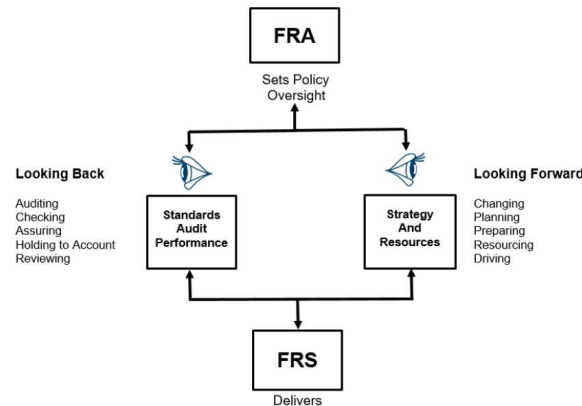 FRA
Sets Policy
Oversight
Looking Back
Auditing
Checking
Assuring
Holding to Account
Reviewing
Standards
Audit
Performance
Strategy
And
Resources
Looking Forward
Changing
Planning
Preparing
Resourcing
Driving
FRS
Delivers